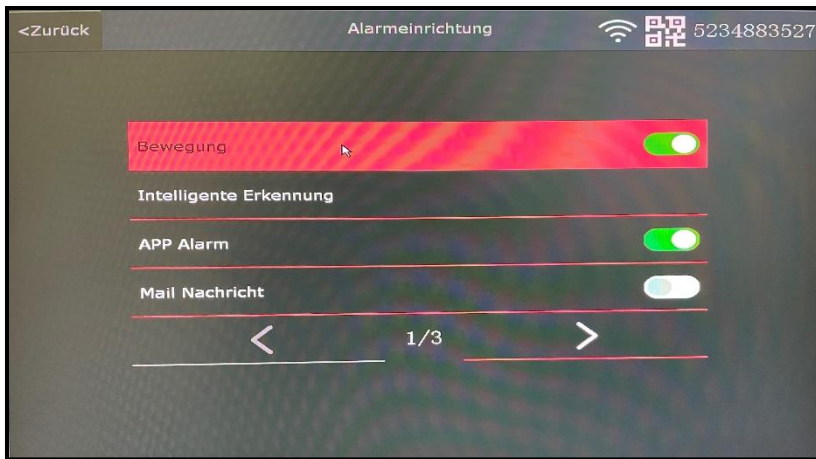 <Zurück
Alarmeinrichtung
5234883527
Bewegung
Intelligente Erkennung
APP Alarm
Mail Nachricht
< 1/3 >